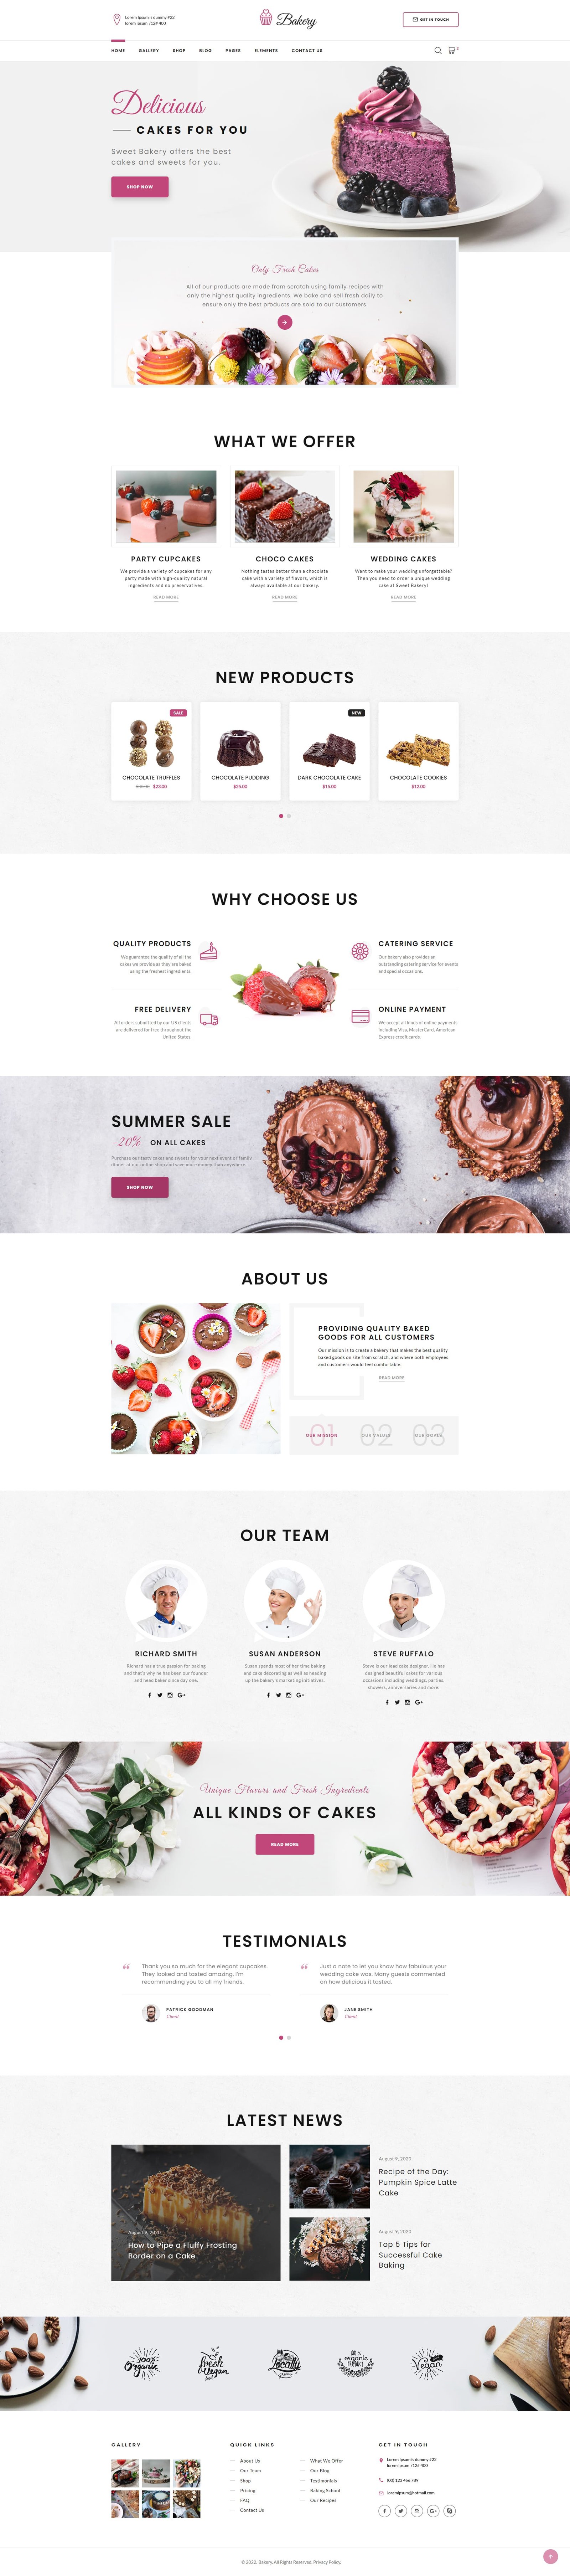 Lorem Ipsum is dummy #22
lorem ipsum. /12# 400
Bakery
GET IN TOUCH
HOME
GALLERY
SHOP
BLOG
PAGES
ELEMENTS
CONTACT US
Delicious
CAKES FOR YOU
Sweet Bakery offers the best
cakes and sweets for you.
SHOP NOW
Only Fresh Cakes
All of our products are made from scratch using family recipes with
only the highest quality ingredients. We bake and sell fresh daily to
ensure only the best products are sold to our customers.
WHAT WE OFFER
PARTY CUPCAKES
We provide a variety of cupcakes for any
party made with high-quality natural
ingredients and no preservatives.
READ MORE
CHOCO CAKES
Nothing tastes better than a chocolate
cake with a variety of flavors, which is
always available at our bakery.
READ MORE
WEDDING CAKES
Want to make your wedding unforgettable?
Then you need to order a unique wedding
cake at Sweet Bakery!
READ MORE
NEW PRODUCTS
SALE
CHOCOLATE TRUFFLES
$30.00 $23.00
CHOCOLATE PUDDING
$25.00
NEW
DARK CHOCOLATE CAKE
$15.00
CHOCOLATE COOKIES
$12.00
WHY CHOOSE US
QUALITY PRODUCTS
We guarantee the quality of all the
cakes we provide as they are baked
using the freshest ingredients.
FREE DELIVERY
All orders submitted by our US clients
are delivered for free throughout the
United States.
CATERING SERVICE
Our bakery also provides an
outstanding catering service for events
and special occasions.
ONLINE PAYMENT
We accept all kinds of online payments
including Visa, MasterCard, American
Express credit cards.
SUMMER SALE
-20% ON ALL CAKES
Purchase our tasty cakes and sweets for your next event or family
dinner at our online shop and save more money than anywhere.
SHOP NOW
ABOUT US
PROVIDING QUALITY BAKED
GOODS FOR ALL CUSTOMERS
Our mission is to create a bakery that makes the best quality
baked goods on site from scratch, and where both employees
and customers would feel comfortable.
READ MORE
01
OUR MISSION
02
OUR VALUES
03
OUR GOALS
OUR TEAM
RICHARD SMITH
Richard has a true passion for baking
and that's why he has been our founder
and head baker since day one.
SUSAN ANDERSON
Susan spends most of her time baking
and cake decorating as well as heading
up the bakery's marketing initiatives.
STEVE RUFFALO
Steve is our lead cake designer. He has
designed beautiful cakes for various
occasions including weddings, parties,
showers, anniversaries and more.
Unique Flavors and Fresh Ingredients
ALL KINDS OF CAKES
READ MORE
TESTIMONIALS
Thank you so much for the elegant cupcakes.
They looked and tasted amazing. I'm
recommending you to all my friends.
PATRICK GOODMAN
Client
Just a note to let you know how fabulous your
wedding cake was. Many guests commented
on how delicious it tasted.
JANE SMITH
Client
LATEST NEWS
August 9, 2020
How to Pipe a Fluffy Frosting
Border on a Cake
August 9, 2020
Recipe of the Day:
Pumpkin Spice Latte
Cake
August 9, 2020
Top 5 Tips for
Successful Cake
Baking
100%
Organic
fresh
Vegan
food
Locally
100 %
organic
PRODUCT
Vegan
GALLERY
QUICK LINKS
About Us
Our Team
Shop
Pricing
FAQ
Contact Us
What We Offer
Our Blog
Testimonials
Baking School
Our Recipes
GET IN TOUCH
Lorem Ipsum is dummy #22
lorem ipsum. /12# 400
(00) 123 456 789
loremipsum@hotmail.com
© 2022. Bakery. All Rights Reserved. Privacy Policy.